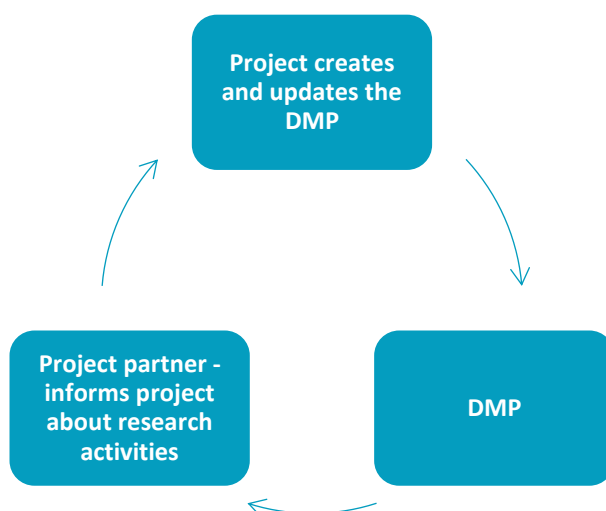 Project creates
and updates the
DMP
Project partner -
informs project
about research
activities
DMP